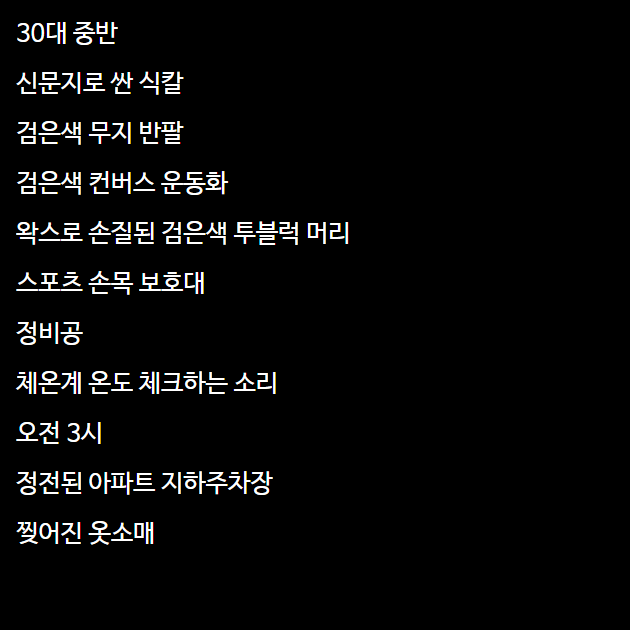 30대 중반
신문지로 싼 식칼
검은색 무지 반팔
검은색 컨버스 운동화
왁스로 손질된 검은색 투블럭 머리
스포츠 손목 보호대
정비공
체온계 온도 체크하는 소리
오전 3시
정전된 아파트 지하주차장
찢어진 옷소매